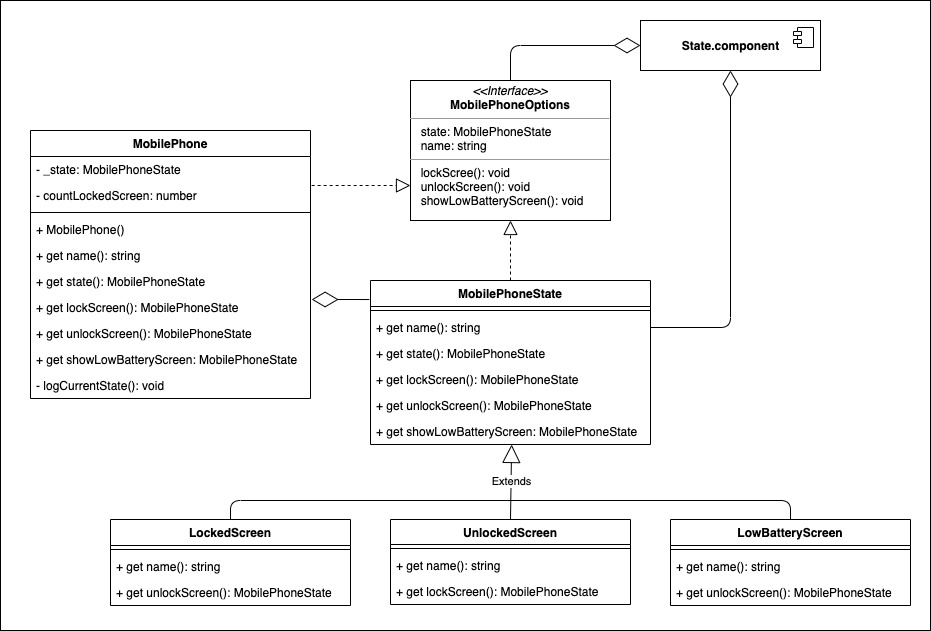 State.component
<<Interface>>
MobilePhoneOptions
state: MobilePhoneState
name: string
lockScree(): void
unlockScreen(): void
showLowBatteryScreen(): void
MobilePhone
- _state: MobilePhoneState
- countLockedScreen: number
+ MobilePhone()
+ get name(): string
+ get state(): MobilePhoneState
+ get lockScreen(): MobilePhoneState
+ get unlockScreen(): MobilePhoneState
+ get showLowBatteryScreen: MobilePhoneState
- logCurrentState(): void
MobilePhoneState
+ get name(): string
+ get state(): MobilePhoneState
+ get lockScreen(): MobilePhoneState
+ get unlockScreen(): MobilePhoneState
+ get showLowBatteryScreen: MobilePhoneState
Extends
LockedScreen
+ get name(): string
+ get unlockScreen(): MobilePhoneState
UnlockedScreen
+ get name(): string
+ get lockScreen(): MobilePhoneState
LowBatteryScreen
+ get name(): string
+ get unlockScreen(): MobilePhoneState